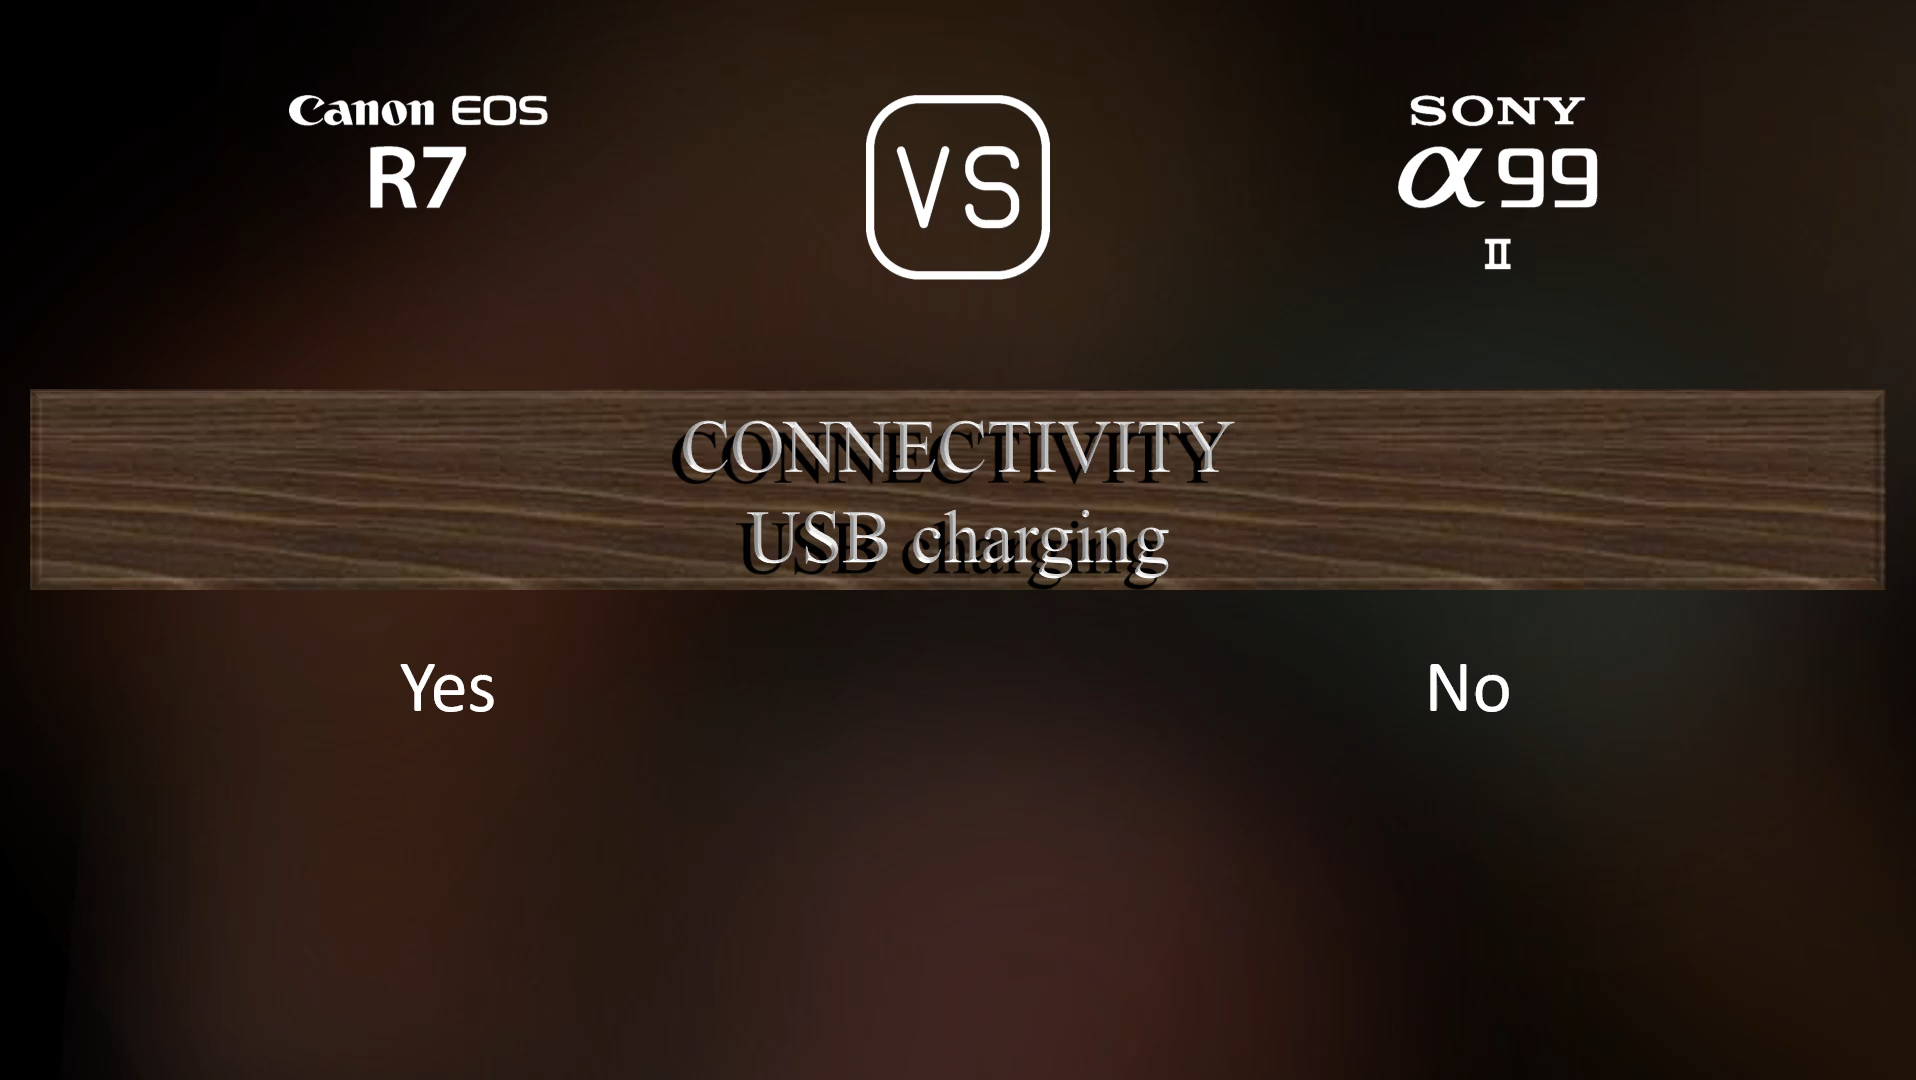 Canon EOS
R7
VS
SONY
α99
II
CONNECTIVITY
USB charging
Yes
No